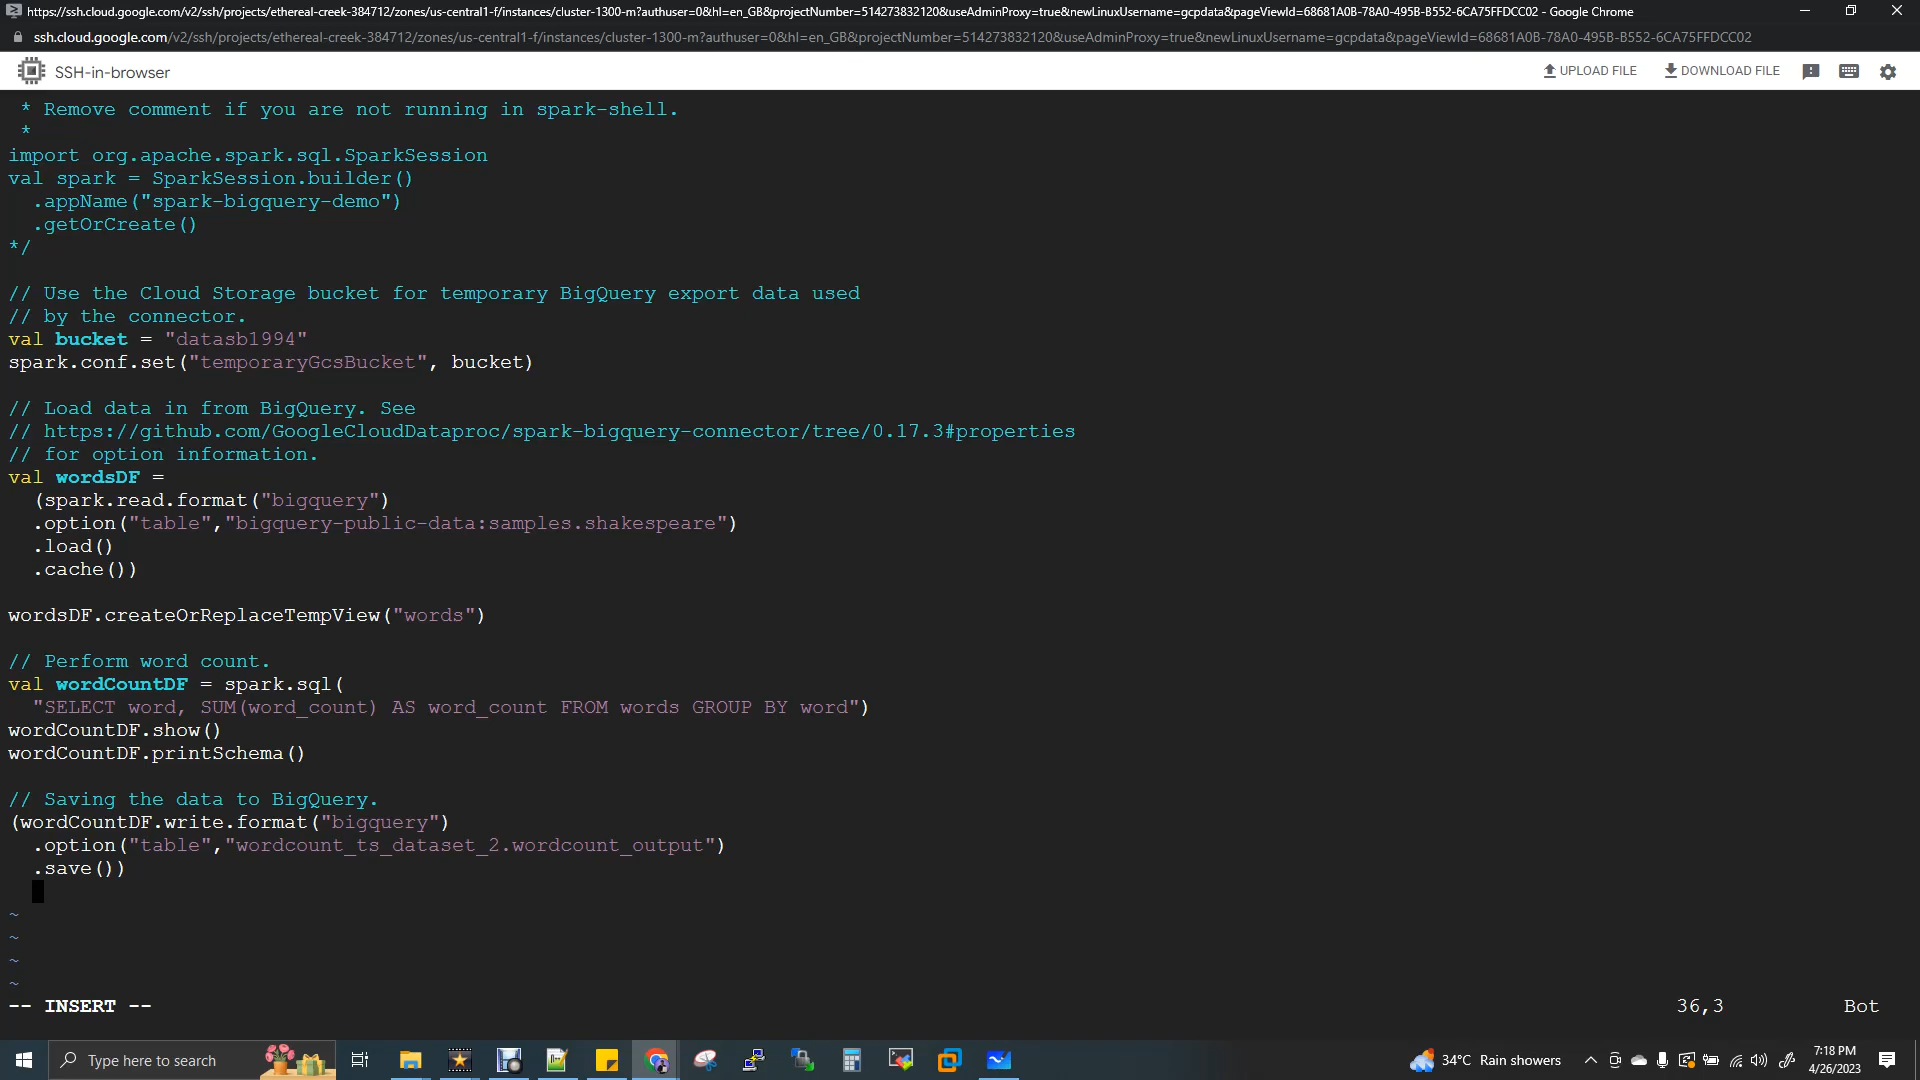 https://ssh.cloud.google.com/v2/ssh/projects/ethereal-creek-384712/zones/us-central1-f/instances/cluster-1300-m?authuser=0&hl=en_GB&projectNumber=514273832120&useAdminProxy=true&newLinuxUsername=gcpdata&pageViewId=68681A0B-78A0-495B-B552-6CA75FFDCC02 - Google Chrome
ssh.cloud.google.com/v2/ssh/projects/ethereal-creek-384712/zones/us-central1-f/instances/cluster-1300-m?authuser=0&hl=en_GB&projectNumber=514273832120&useAdminProxy=true&newLinuxUsername=gcpdata&pageViewId=68681A0B-78A0-495B-B552-6CA75FFDCC02
SSH-in-browser
UPLOAD FILE
DOWNLOAD FILE
* Remove comment if you are not running in spark-shell.
*
import org.apache.spark.sql.SparkSession
val spark = SparkSession.builder()
.appName("spark-bigquery-demo")
.getOrCreate()
*/
// Use the Cloud Storage bucket for temporary BigQuery export data used
// by the connector.
val bucket = "datasb1994"
spark.conf.set("temporaryGcsBucket", bucket)
// Load data in from BigQuery. See
// https://github.com/GoogleCloudDataproc/spark-bigquery-connector/tree/0.17.3#properties
// for option information.
val wordsDF =
(spark.read.format("bigquery")
.option("table","bigquery-public-data:samples.shakespeare")
.load()
.cache())
wordsDF.createOrReplaceTempView("words")
// Perform word count.
val wordCountDF = spark.sql(
"SELECT word, SUM(word_count) AS word_count FROM words GROUP BY word")
wordCountDF.show()
wordCountDF.printSchema()
// Saving the data to BigQuery.
(wordCountDF.write.format("bigquery")
.option("table","wordcount_ts_dataset_2.wordcount_output")
.save())
~
~
~
~
-- INSERT --
36,3
Bot
Type here to search
34°C Rain showers
7:18 PM
4/26/2023